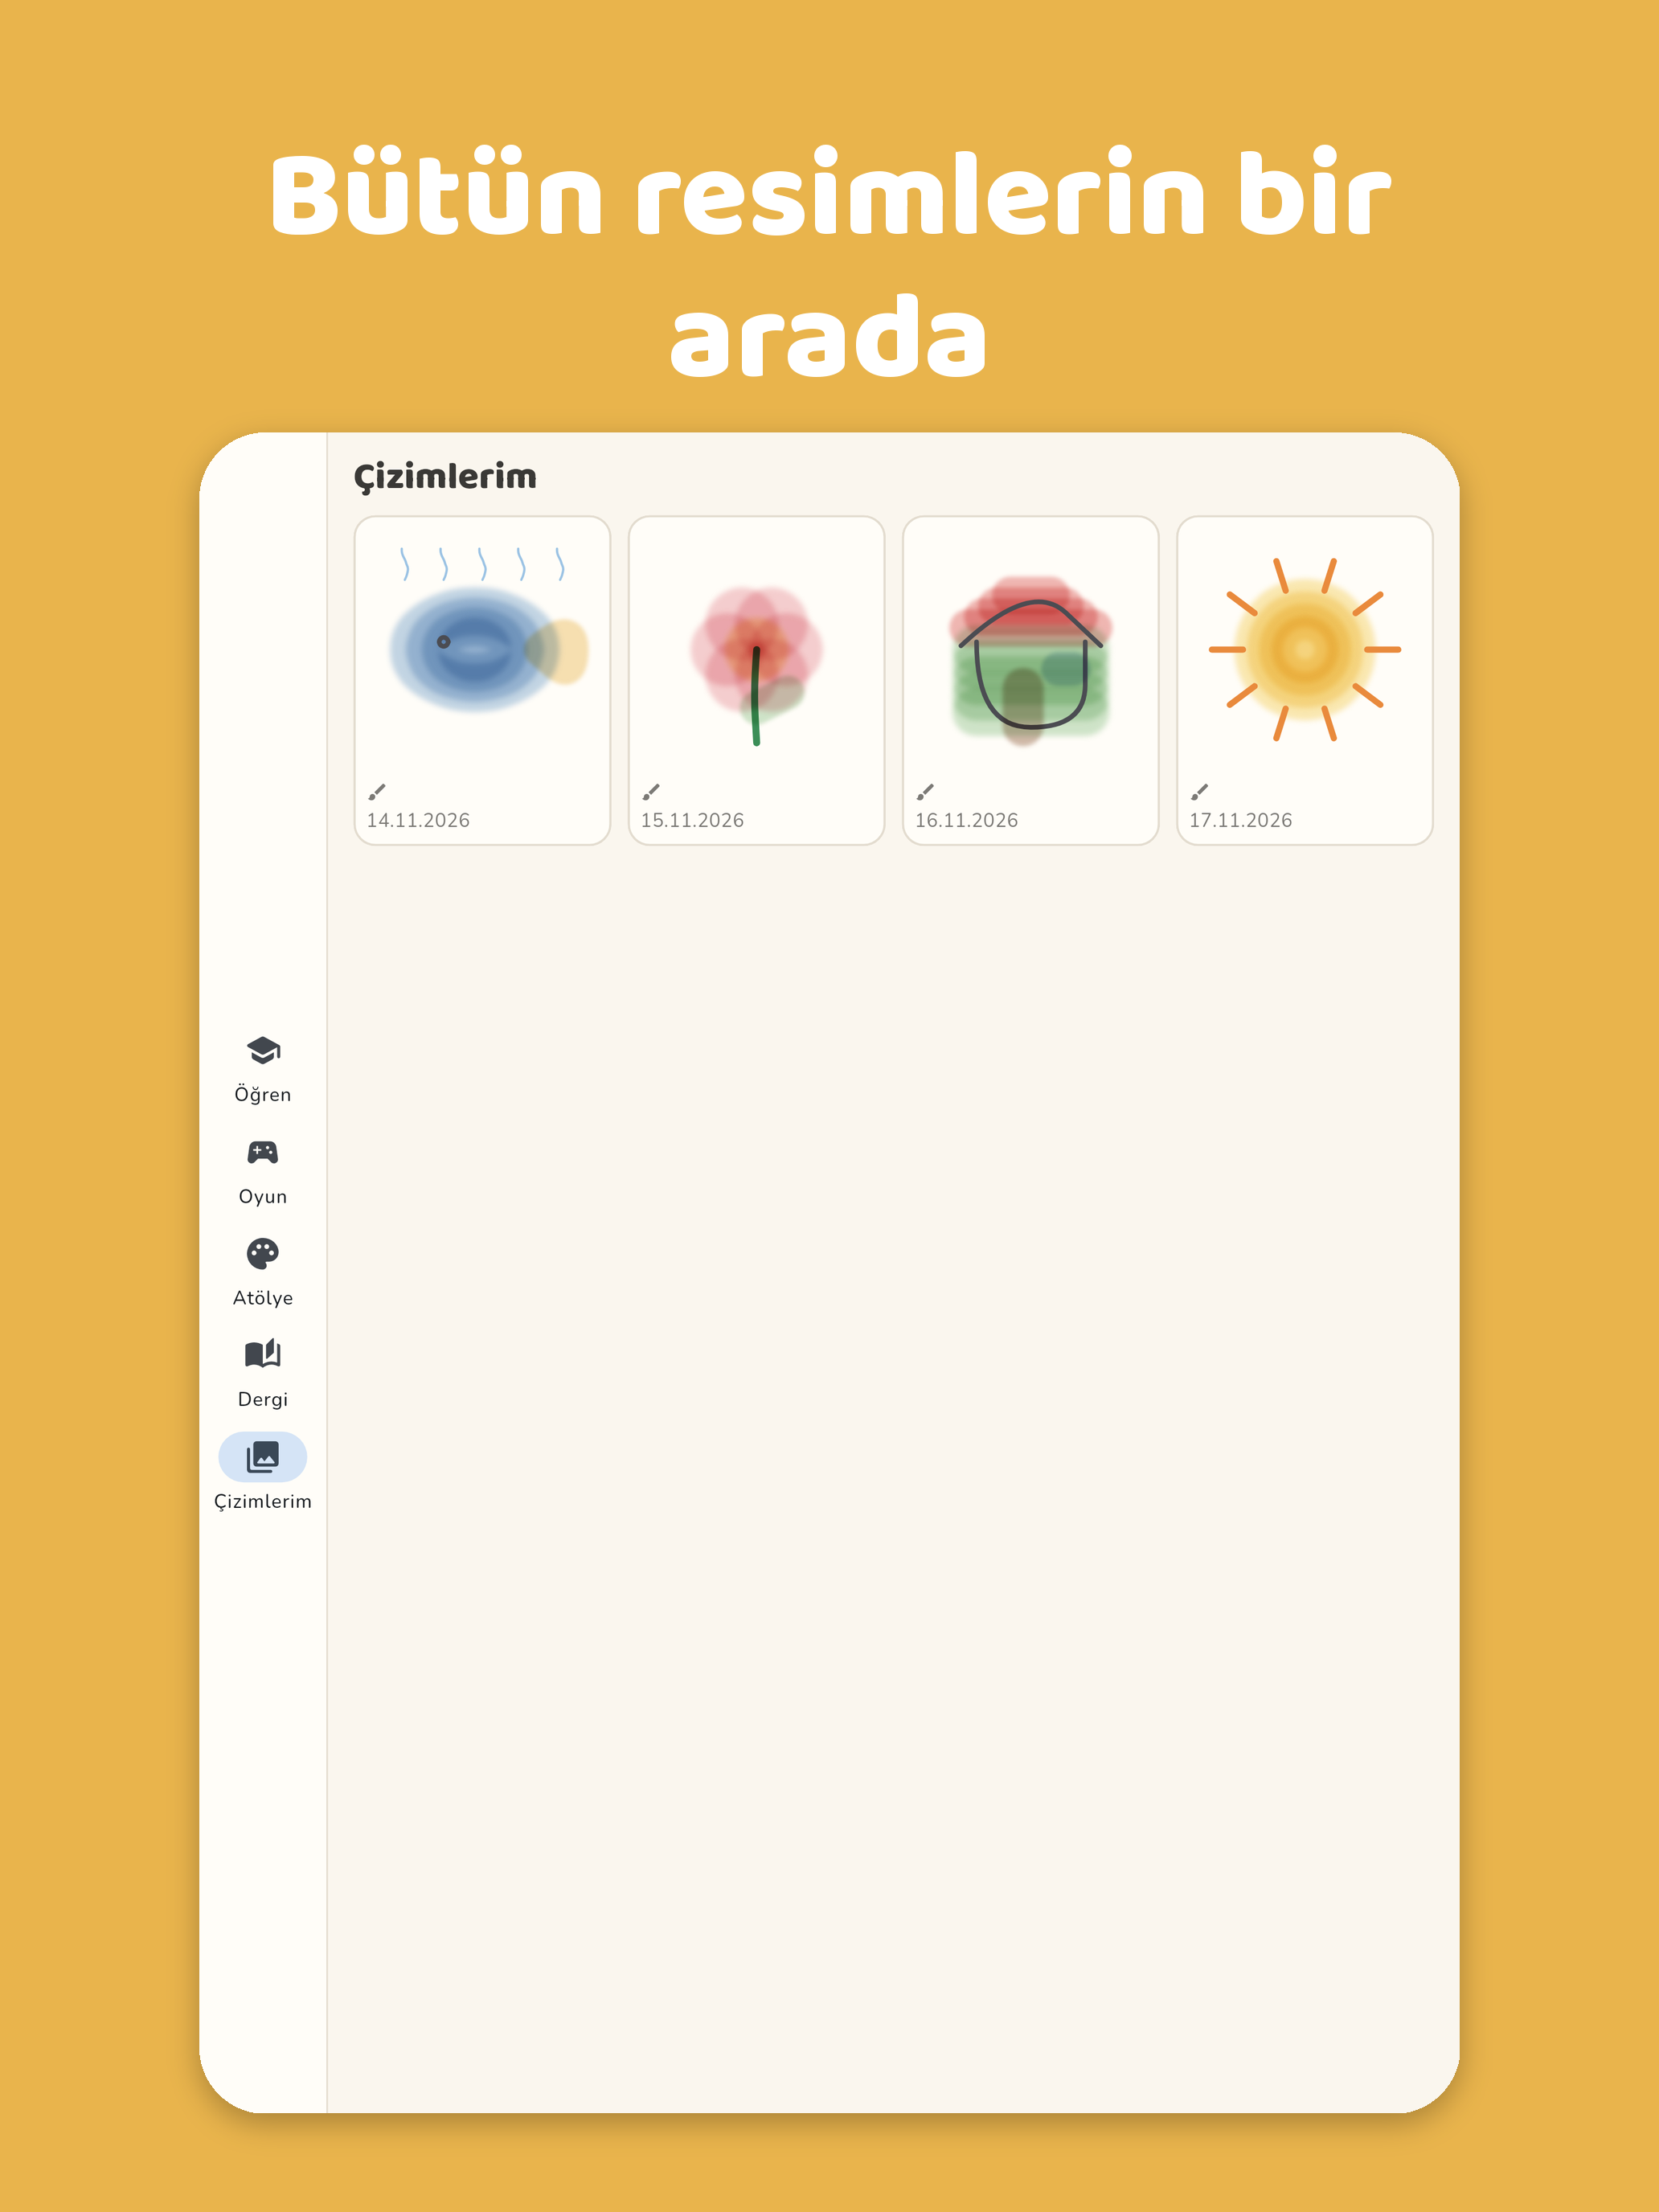 Bütün resimlerin bir
arada
Çizimlerim
14.11.2026
15.11.2026
16.11.2026
17.11.2026
Öğren
Oyun
Atölye
Dergi
Çizimlerim